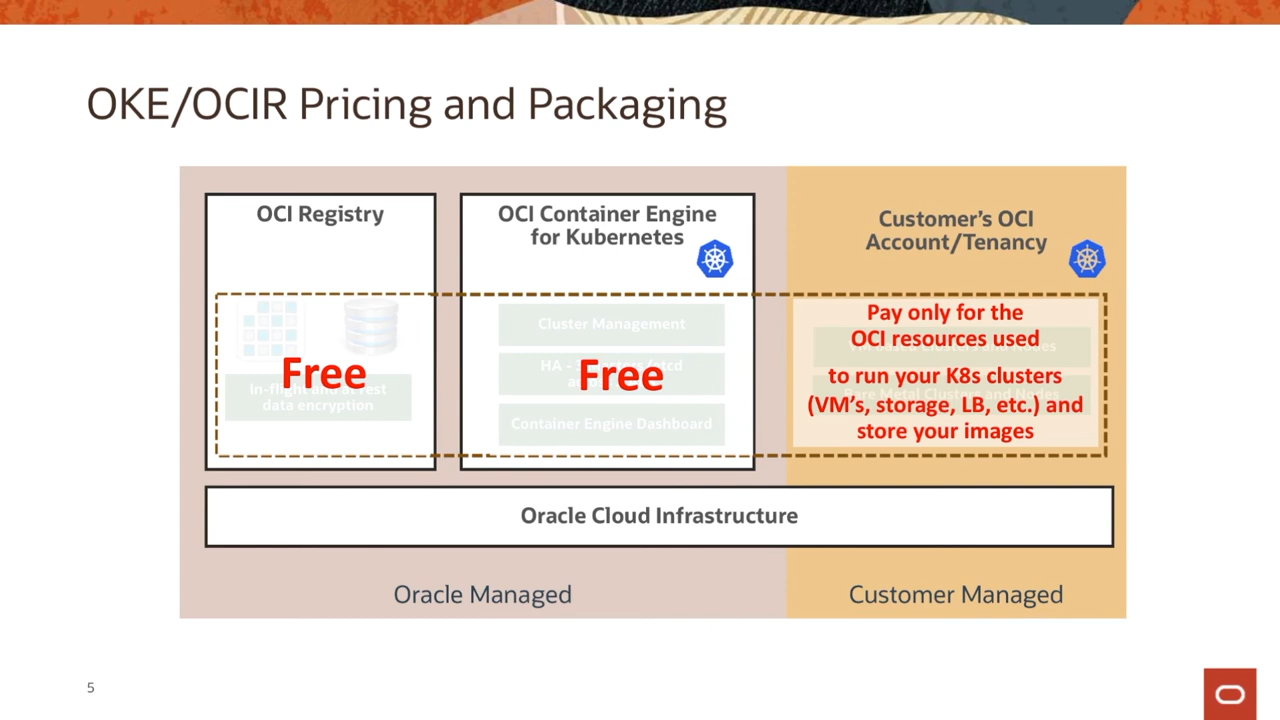 OKE/OCIR Pricing and Packaging
OCI Registry
In-flight and at rest
data encryption
Free
OCI Container Engine
for Kubernetes
Cluster Management
HA -
Free
Container Engine Dashboard
Customer's OCI
Account/Tenancy
Pay only for the
OCI resources used
to run your K8s clusters
(VM's, storage, LB, etc.) and
store your images
Oracle Cloud Infrastructure
Oracle Managed
Customer Managed
5